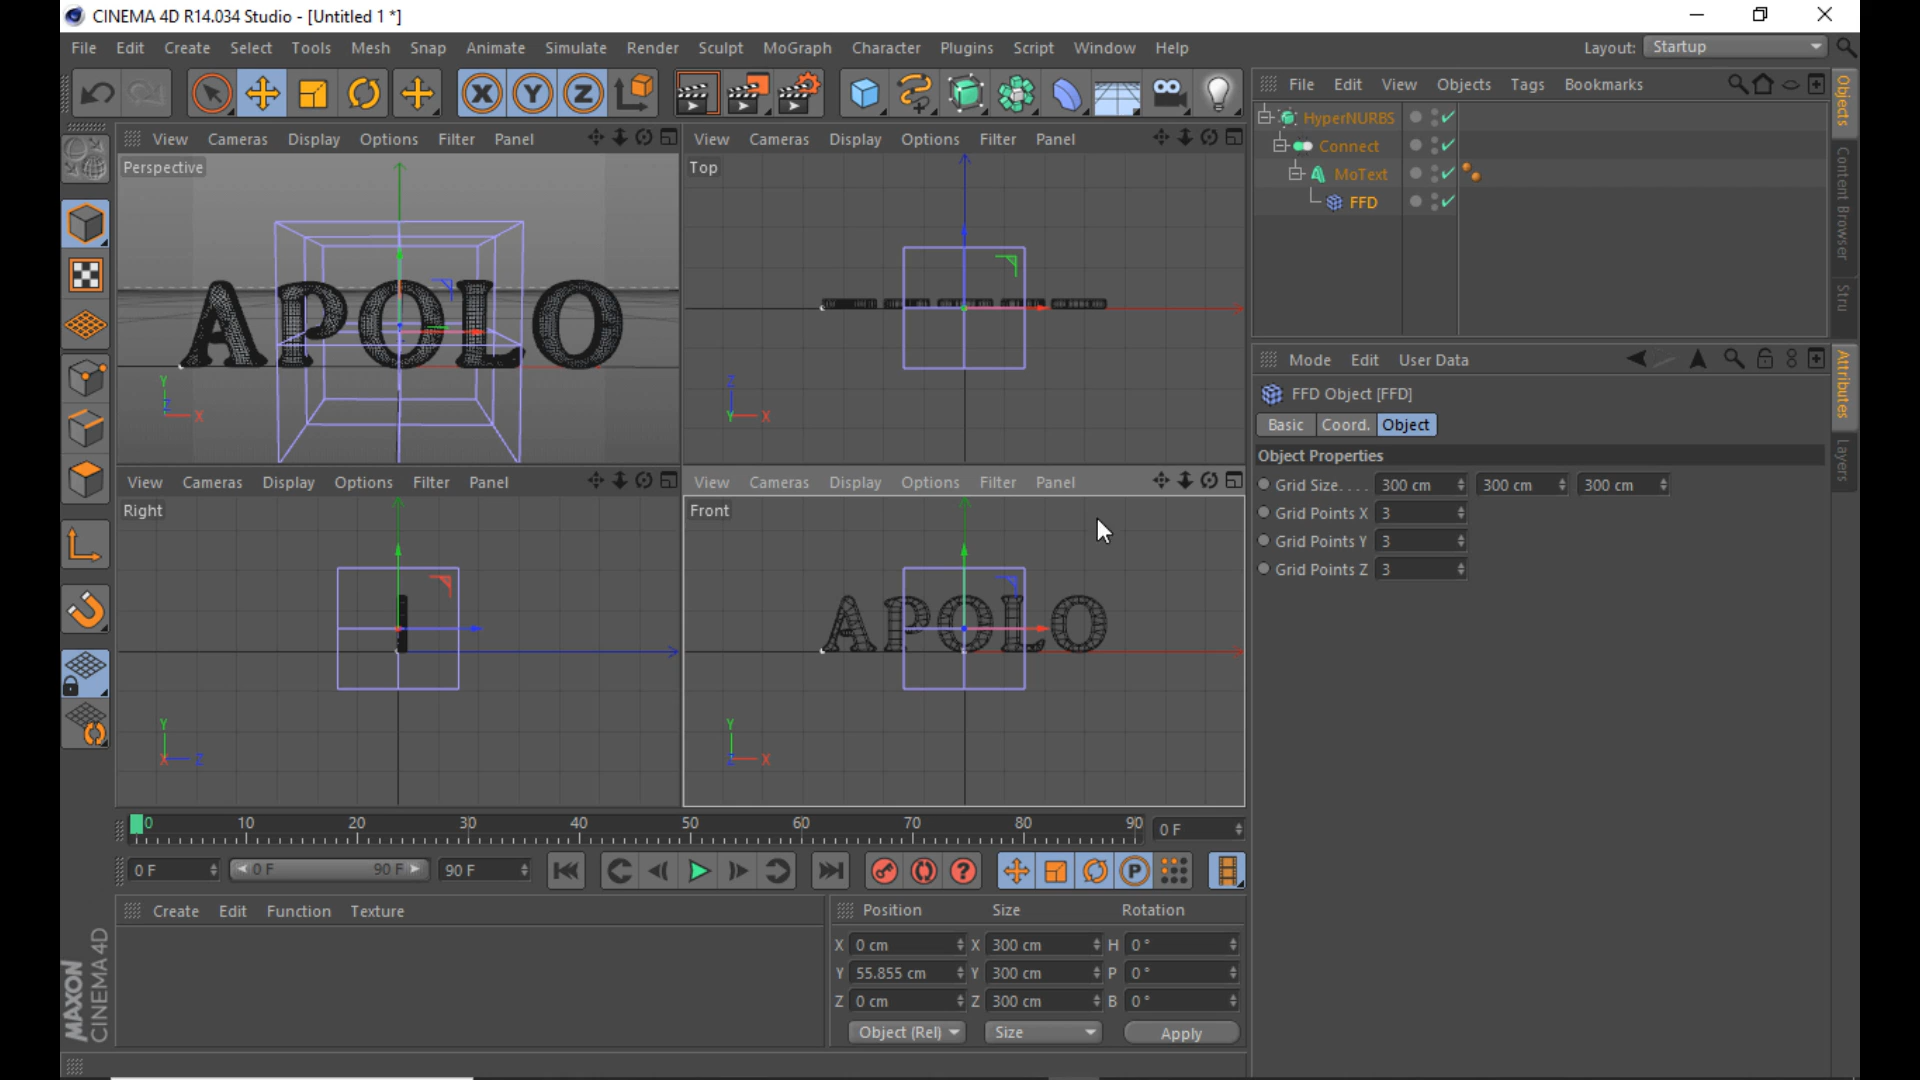 CINEMA 4D R14.034 Studio - [Untitled 1 *]
File Edit Create Select Tools Mesh Snap Animate Simulate Render Sculpt MoGraph Character Plugins Script Window Help
Layout: Startup
File Edit View Objects Tags Bookmarks
HyperNURBS
Connect
MoText
FFD
Objects
Content Browser
Stru
View Cameras Display Options Filter Panel
Perspective
APOLO
Y
Z
X
View Cameras Display Options Filter Panel
Top
Z
Y X
View Cameras Display Options Filter Panel
Right
Y
X Z
View Cameras Display Options Filter Panel
Front
APOLO
Y
Z X
Mode Edit User Data
FFD Object [FFD]
Basic Coord. Object
Object Properties
Grid Size. . . . 300 cm 300 cm 300 cm
Grid Points X 3
Grid Points Y 3
Grid Points Z 3
Attributes
Layers
0 10 20 30 40 50 60 70 80 90 0 F
0 F 0 F 90 F 90 F
Create Edit Function Texture
Position Size Rotation
X 0 cm X 300 cm H 0 °
Y 55.855 cm Y 300 cm P 0 °
Z 0 cm Z 300 cm B 0 °
Object (Rel) Size Apply
MAXON
CINEMA 4D